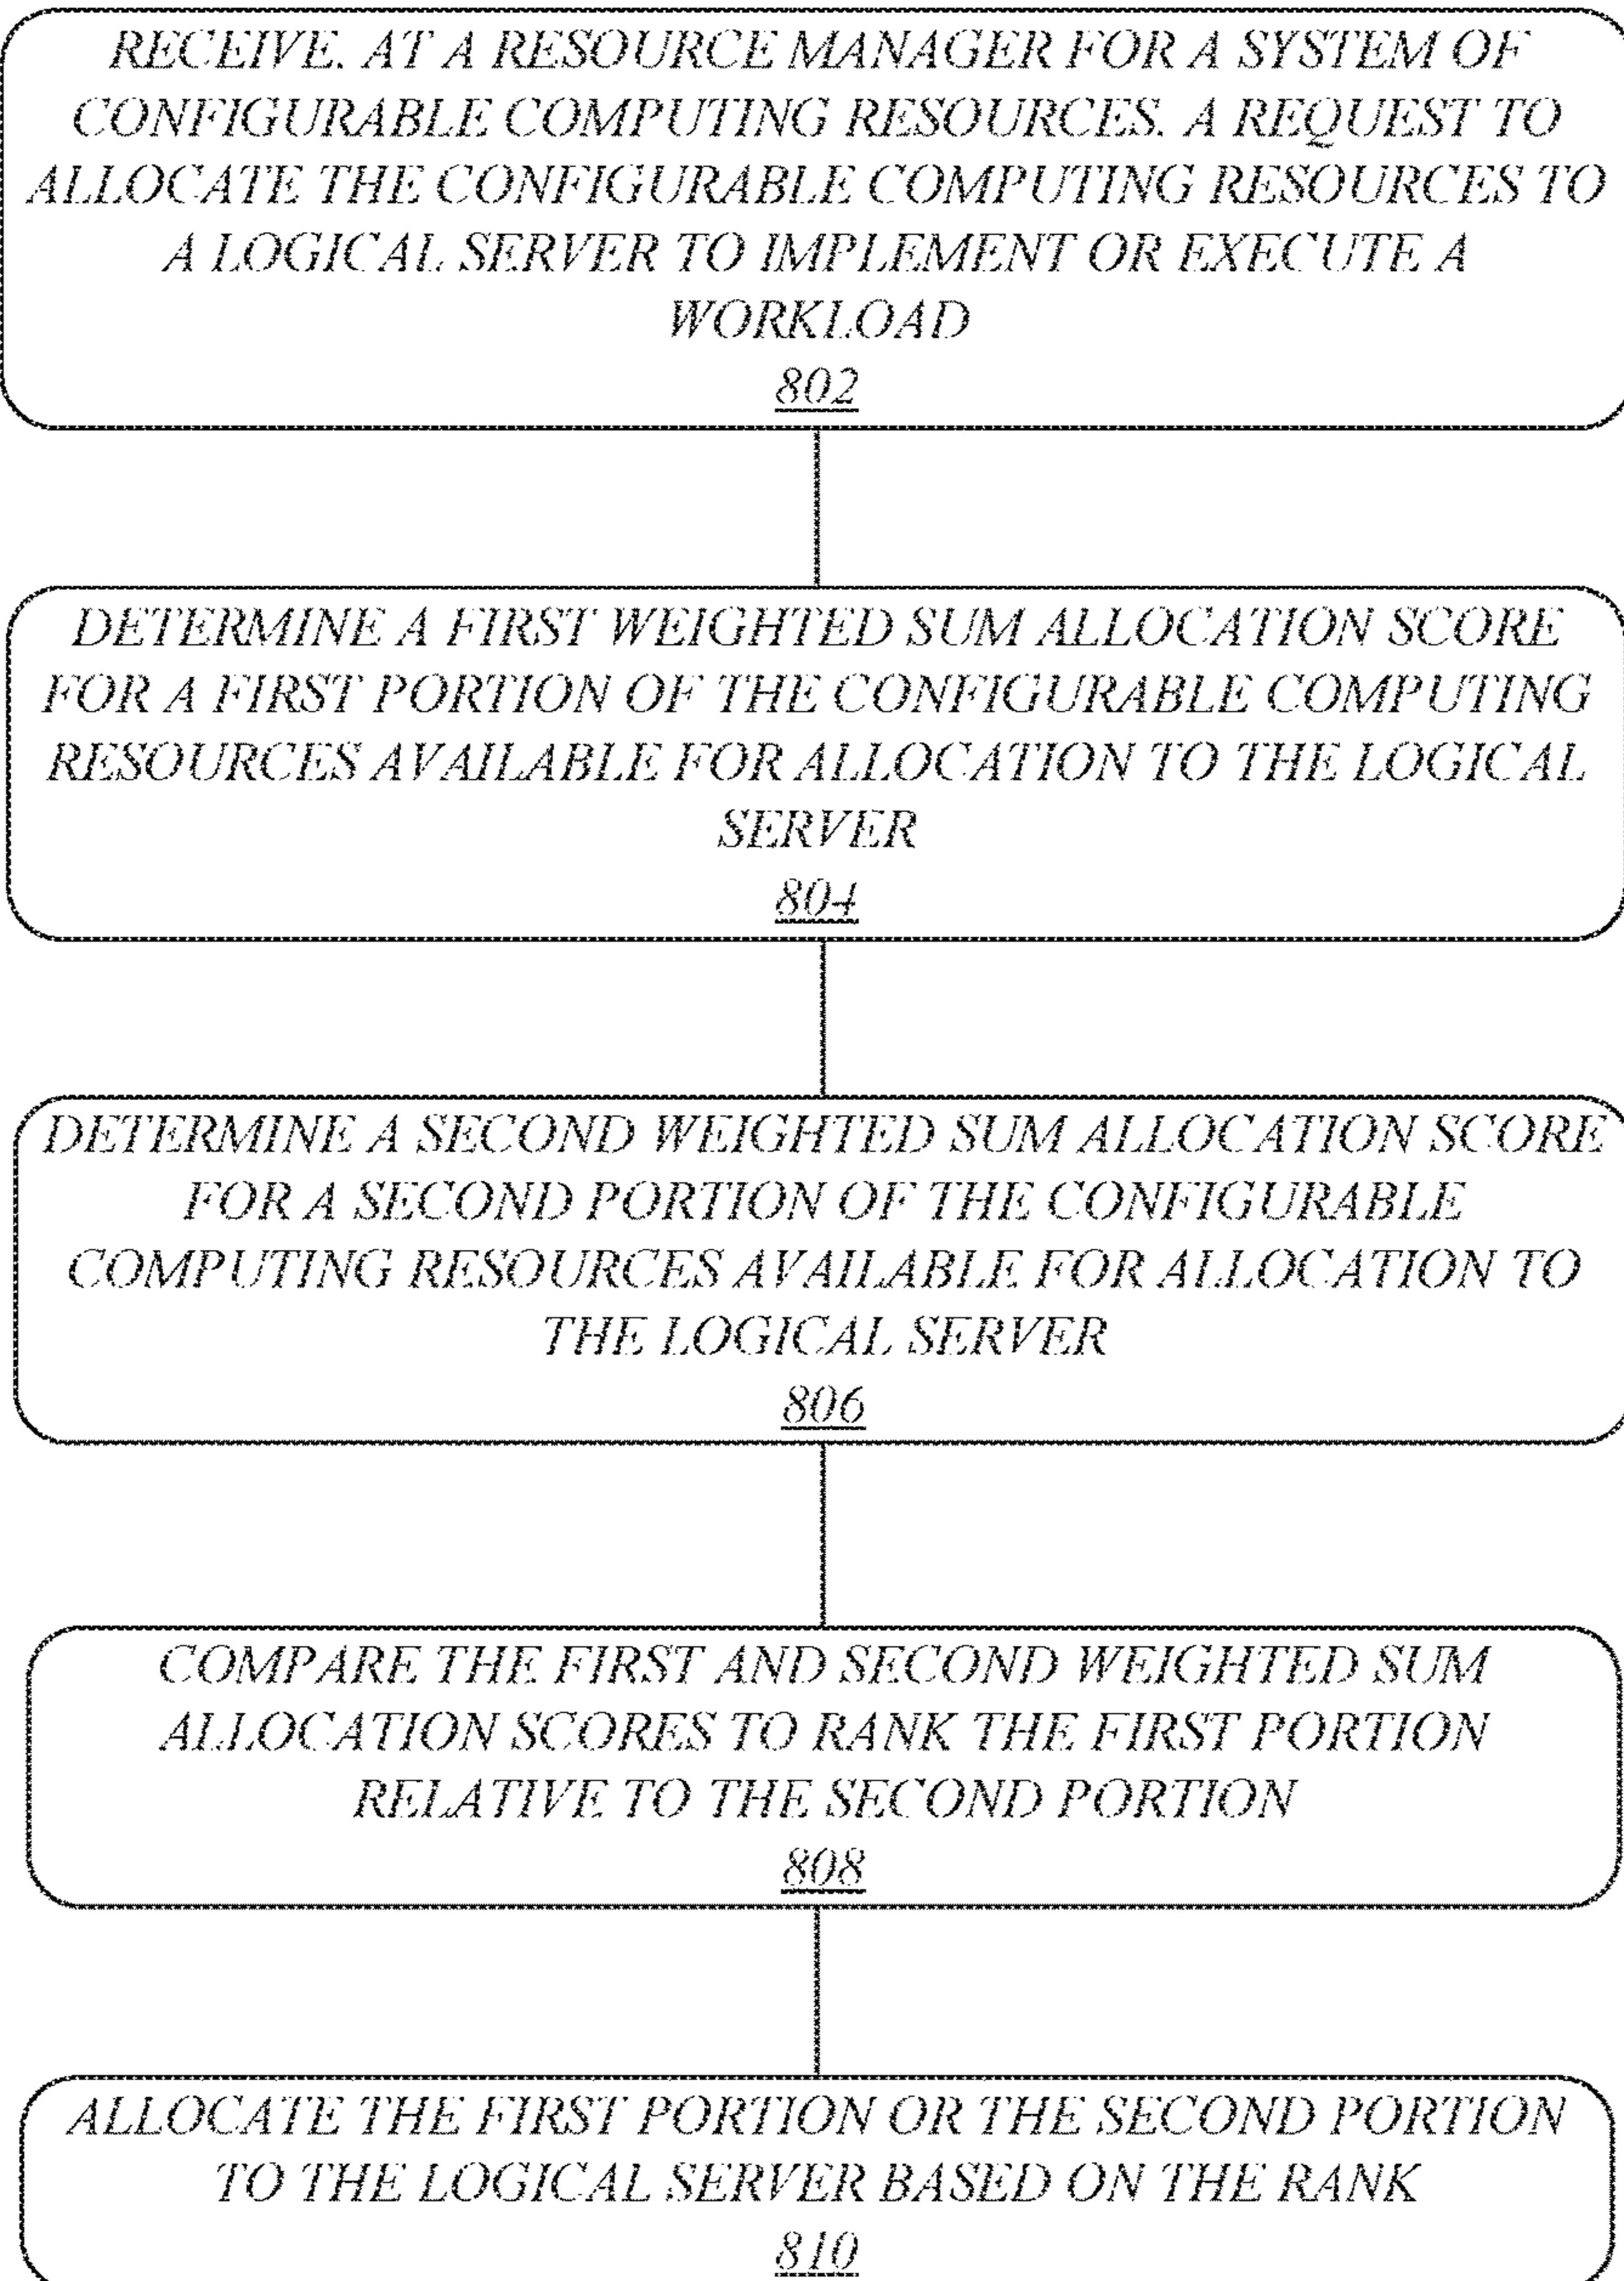 RECEIVE. AT A RESOURCE MANAGER FOR A SYSTEM OF
CONFIGURABLE COMPUTING RESOURCES. A REQUEST TO
ALLOCATE THE CONFIGURABLE COMPUTING RESOURCES TO
A LOGICAL SERVER TO IMPLEMENT OR EXECUTE A
WORKLOAD
802
DETERMINE A FIRST WEIGHTED SUM ALLOCATION SCORE
FOR A FIRST PORTION OF THE CONFIGURABLE COMPUTING
RESOURCES AVAILABLE FOR ALLOCATION TO THE LOGICAL
SERVER
804
DETERMINE A SECOND WEIGHTED SUM ALLOCATION SCORE
FOR A SECOND PORTION OF THE CONFIGURABLE
COMPUTING RESOURCES AVAILABLE FOR ALLOCATION TO
THE LOGICAL SERVER
806
COMPARE THE FIRST AND SECOND WEIGHTED SUM
ALLOCATION SCORES TO RANK THE FIRST PORTION
RELATIVE TO THE SECOND PORTION
808
ALLOCATE THE FIRST PORTION OR THE SECOND PORTION
TO THE LOGICAL SERVER BASED ON THE RANK
810